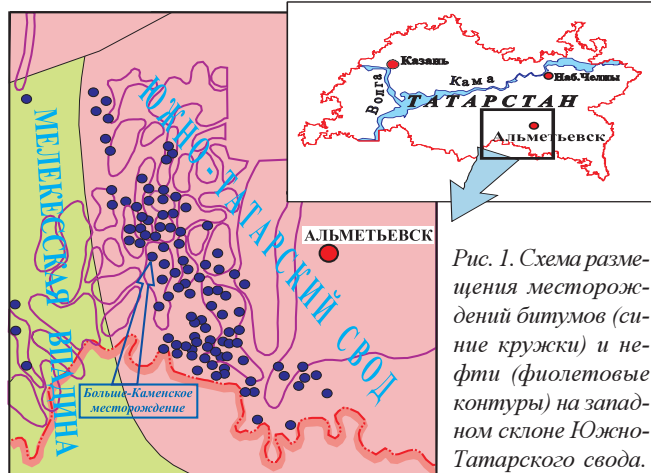 Казань
Волга
Кама
Наб.Челны
ТАТАРСТАН
Альметьевск
ЮЖНО-ТАТАРСКИЙ СВОД
МЕЛЕКЕССКАЯ ВПАДИНА
АЛЬМЕТЬЕВСК
Больше-Каменское
месторождение
Рис. 1. Схема разме-
щения месторож-
дений битумов (си-
ние кружки) и не-
фти (фиолетовые
контуры) на запад-
ном склоне Южно-
Татарского свода.